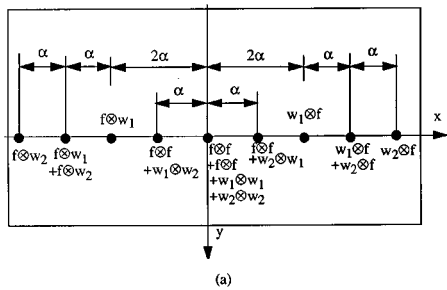 α α 2α 2α α α
α α
f⊗w₁ w₁⊗f
x
f⊗w₂ f⊗w₁ f⊗f f⊗f f⊗f w₁⊗f w₂⊗f
+f⊗w₂ +w₁⊗w₂ +f⊗f +w₂⊗w₁ +w₂⊗f
+w₁⊗w₁
+w₂⊗w₂
y
(a)